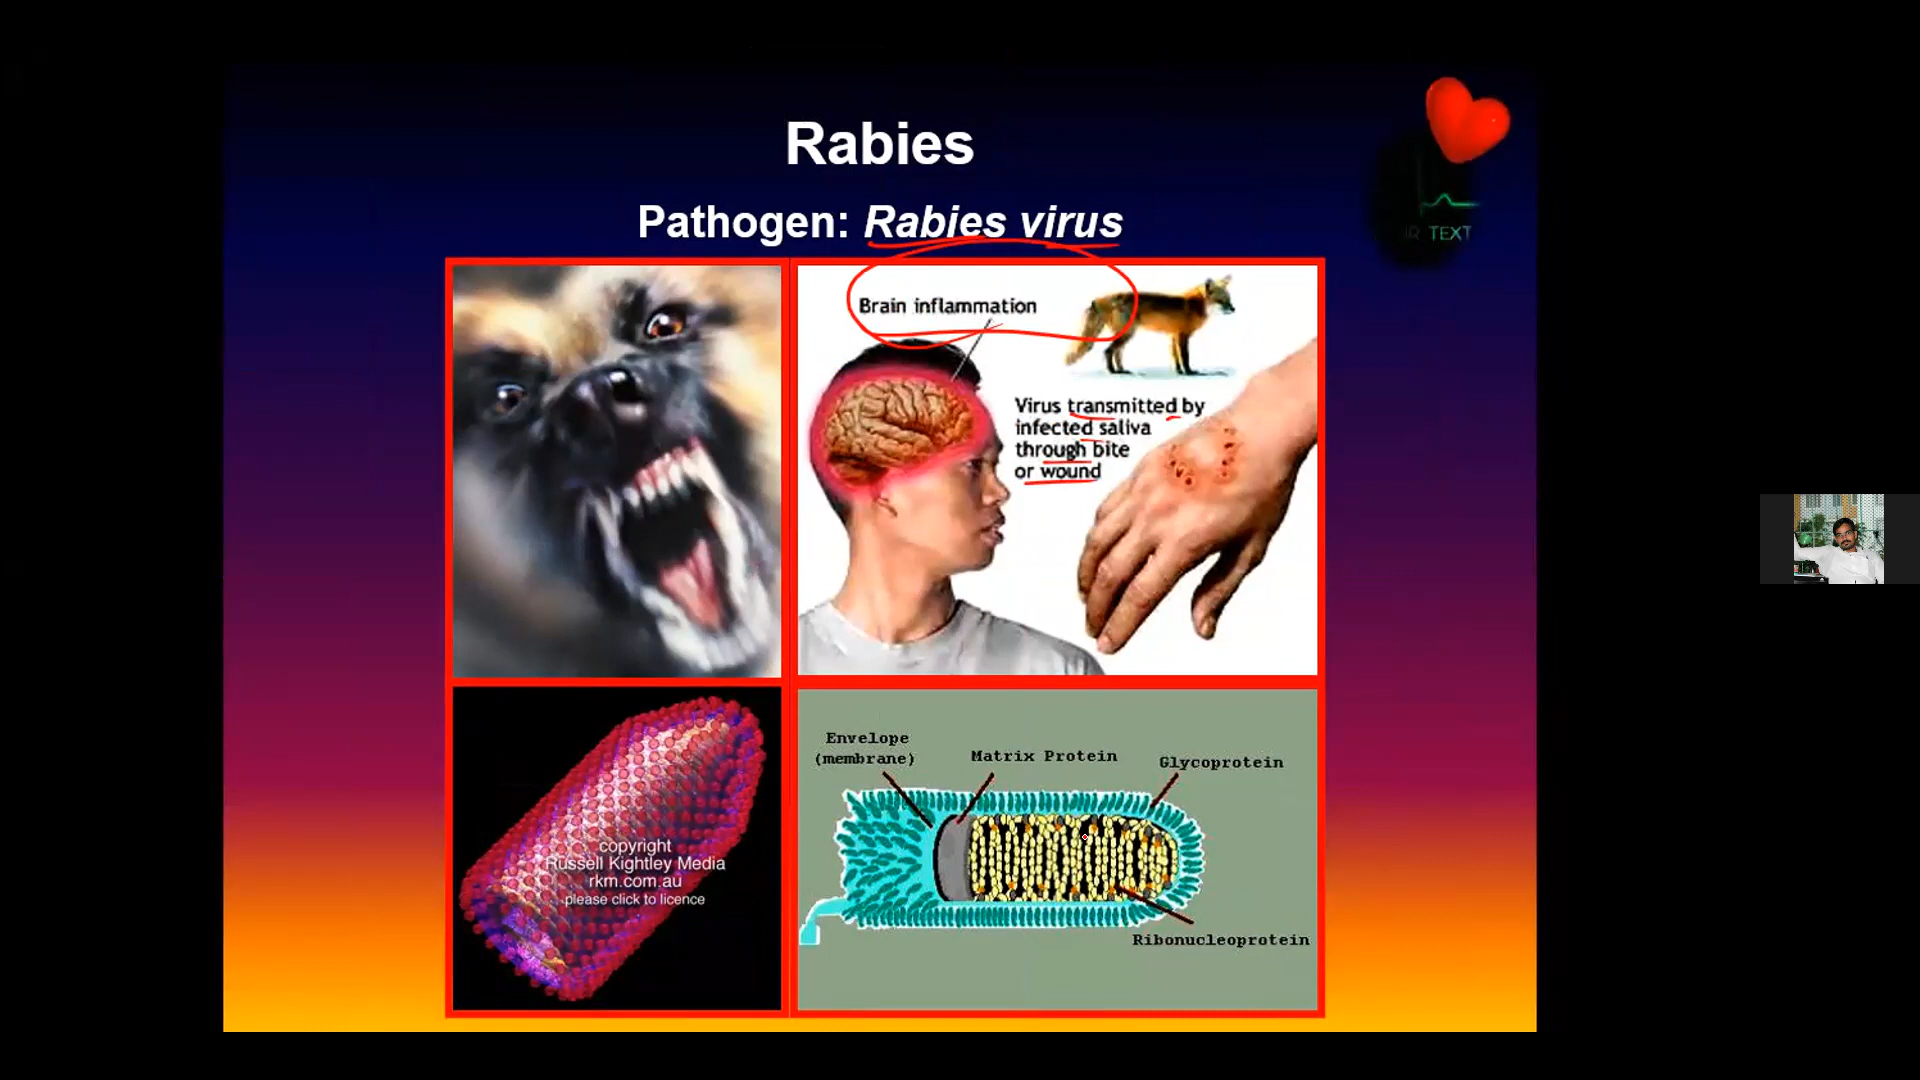 Rabies
Pathogen: Rabies virus
TEXT
Brain inflammation
Virus transmitted by
infected saliva
through bite
or wound
copyright
Russell Kightley Media
rkm.com.au
please click to licence
Envelope
(membrane)
Matrix Protein
Glycoprotein
Ribonucleoprotein